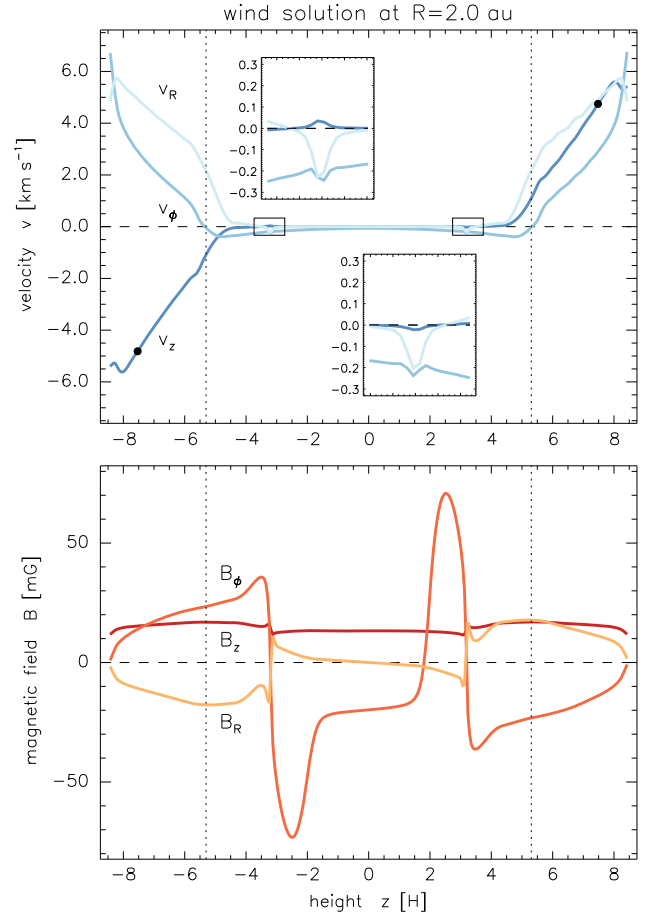 wind solution at R=2.0 au
velocity v [km s⁻¹]
6.0
4.0
2.0
0.0
−2.0
−4.0
−6.0
v_R
v_ϕ
v_z
0.3
0.2
0.1
0.0
−0.1
−0.2
−0.3
0.3
0.2
0.1
0.0
−0.1
−0.2
−0.3
−8 −6 −4 −2 0 2 4 6 8
magnetic field B [mG]
50
0
−50
B_ϕ
B_z
B_R
−8 −6 −4 −2 0 2 4 6 8
height z [H]